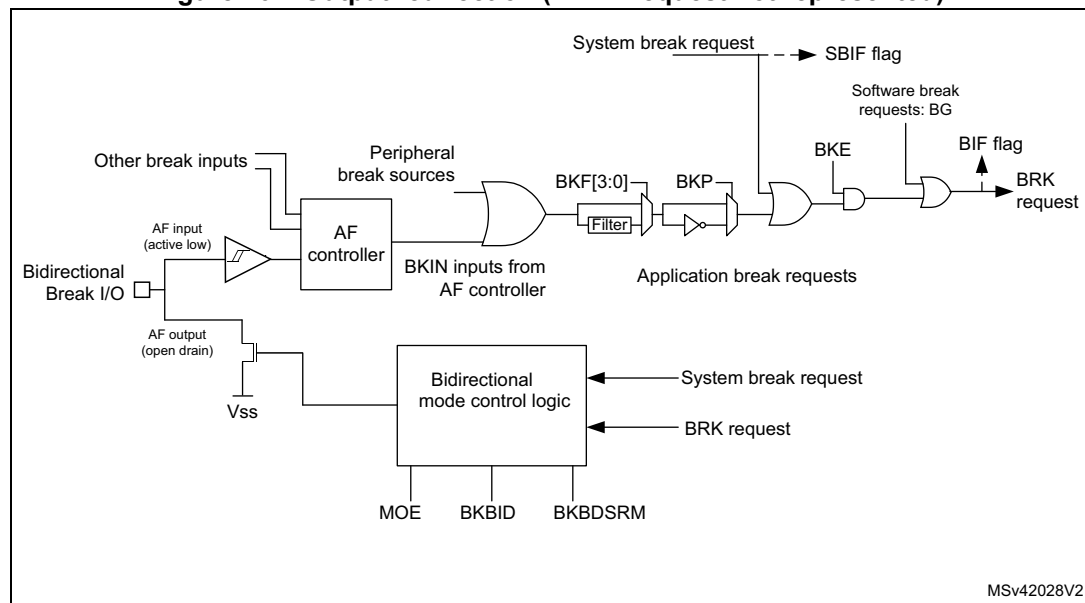 System break request
SBIF flag
Software break
requests: BG
BIF flag
BKE
BRK
request
Other break inputs
Peripheral
break sources
BKF[3:0]
BKP
Filter
AF input
(active low)
AF
controller
Bidirectional
Break I/O
BKIN inputs from
AF controller
Application break requests
AF output
(open drain)
Vss
Bidirectional
mode control logic
System break request
BRK request
MOE
BKBID
BKBDSRM
MSv42028V2